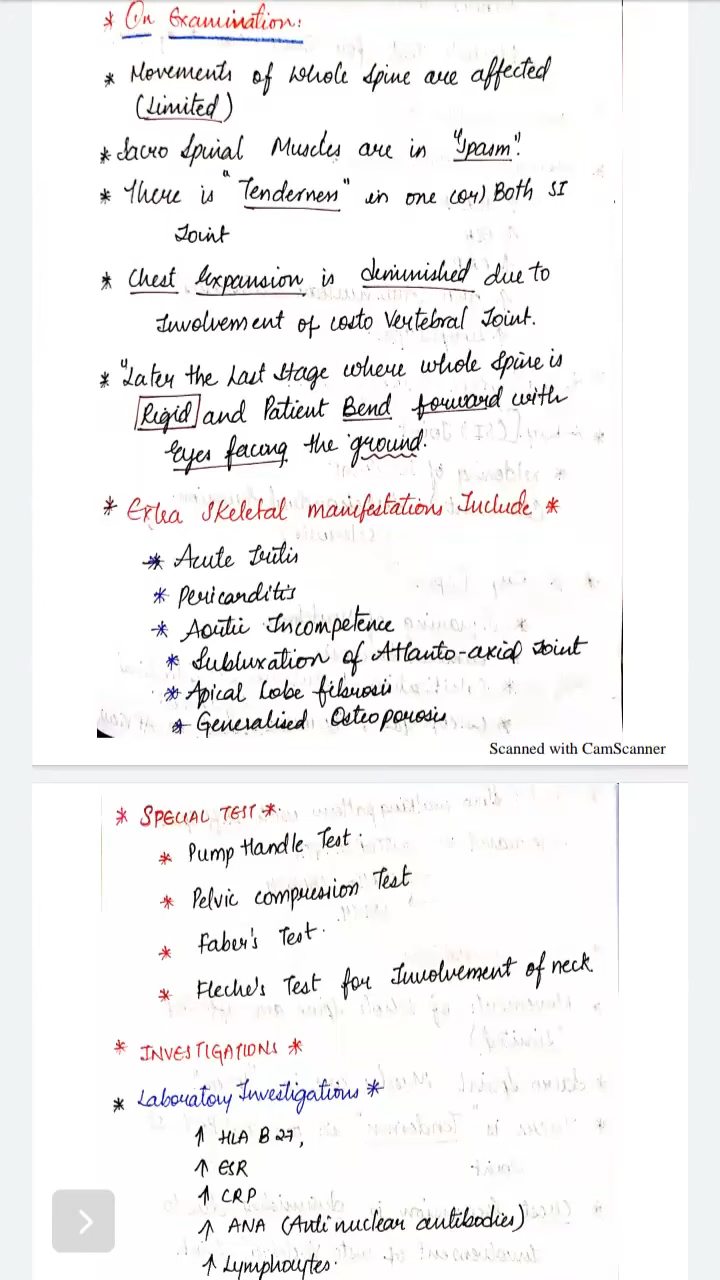 * On Examination:
* Movements of whole Spine are affected
(Limited)
* Sacro Spinal Muscles are in "Spasm".
* There is "Tenderness" in one (or) Both SI
Joint
* Chest Expansion is diminished due to
Involvement of costo Vertebral Joint.
* "Later the Last Stage where whole Spine is
Rigid and Patient Bend forward with
Eyes facing the ground.
* Extra Skeletal manifestations Include *
* Acute Iritis
* Pericarditis
* Aoutic Incompetence
* Subluxation of Atlanto-axial Joint
* Apical Lobe fibrosis
* Generalised Osteoporosis
Scanned with CamScanner
* SPECIAL TEST *
* Pump Handle Test.
* Pelvic compression Test
* Faber's Test.
* Fleche's Test for Involvement of neck
* INVESTIGATIONS *
* Laboratory Investigations *
↑ HLA B 27,
↑ ESR
↑ CRP
↑ ANA (Anti nuclear antibodies)
↑ Lymphocytes.